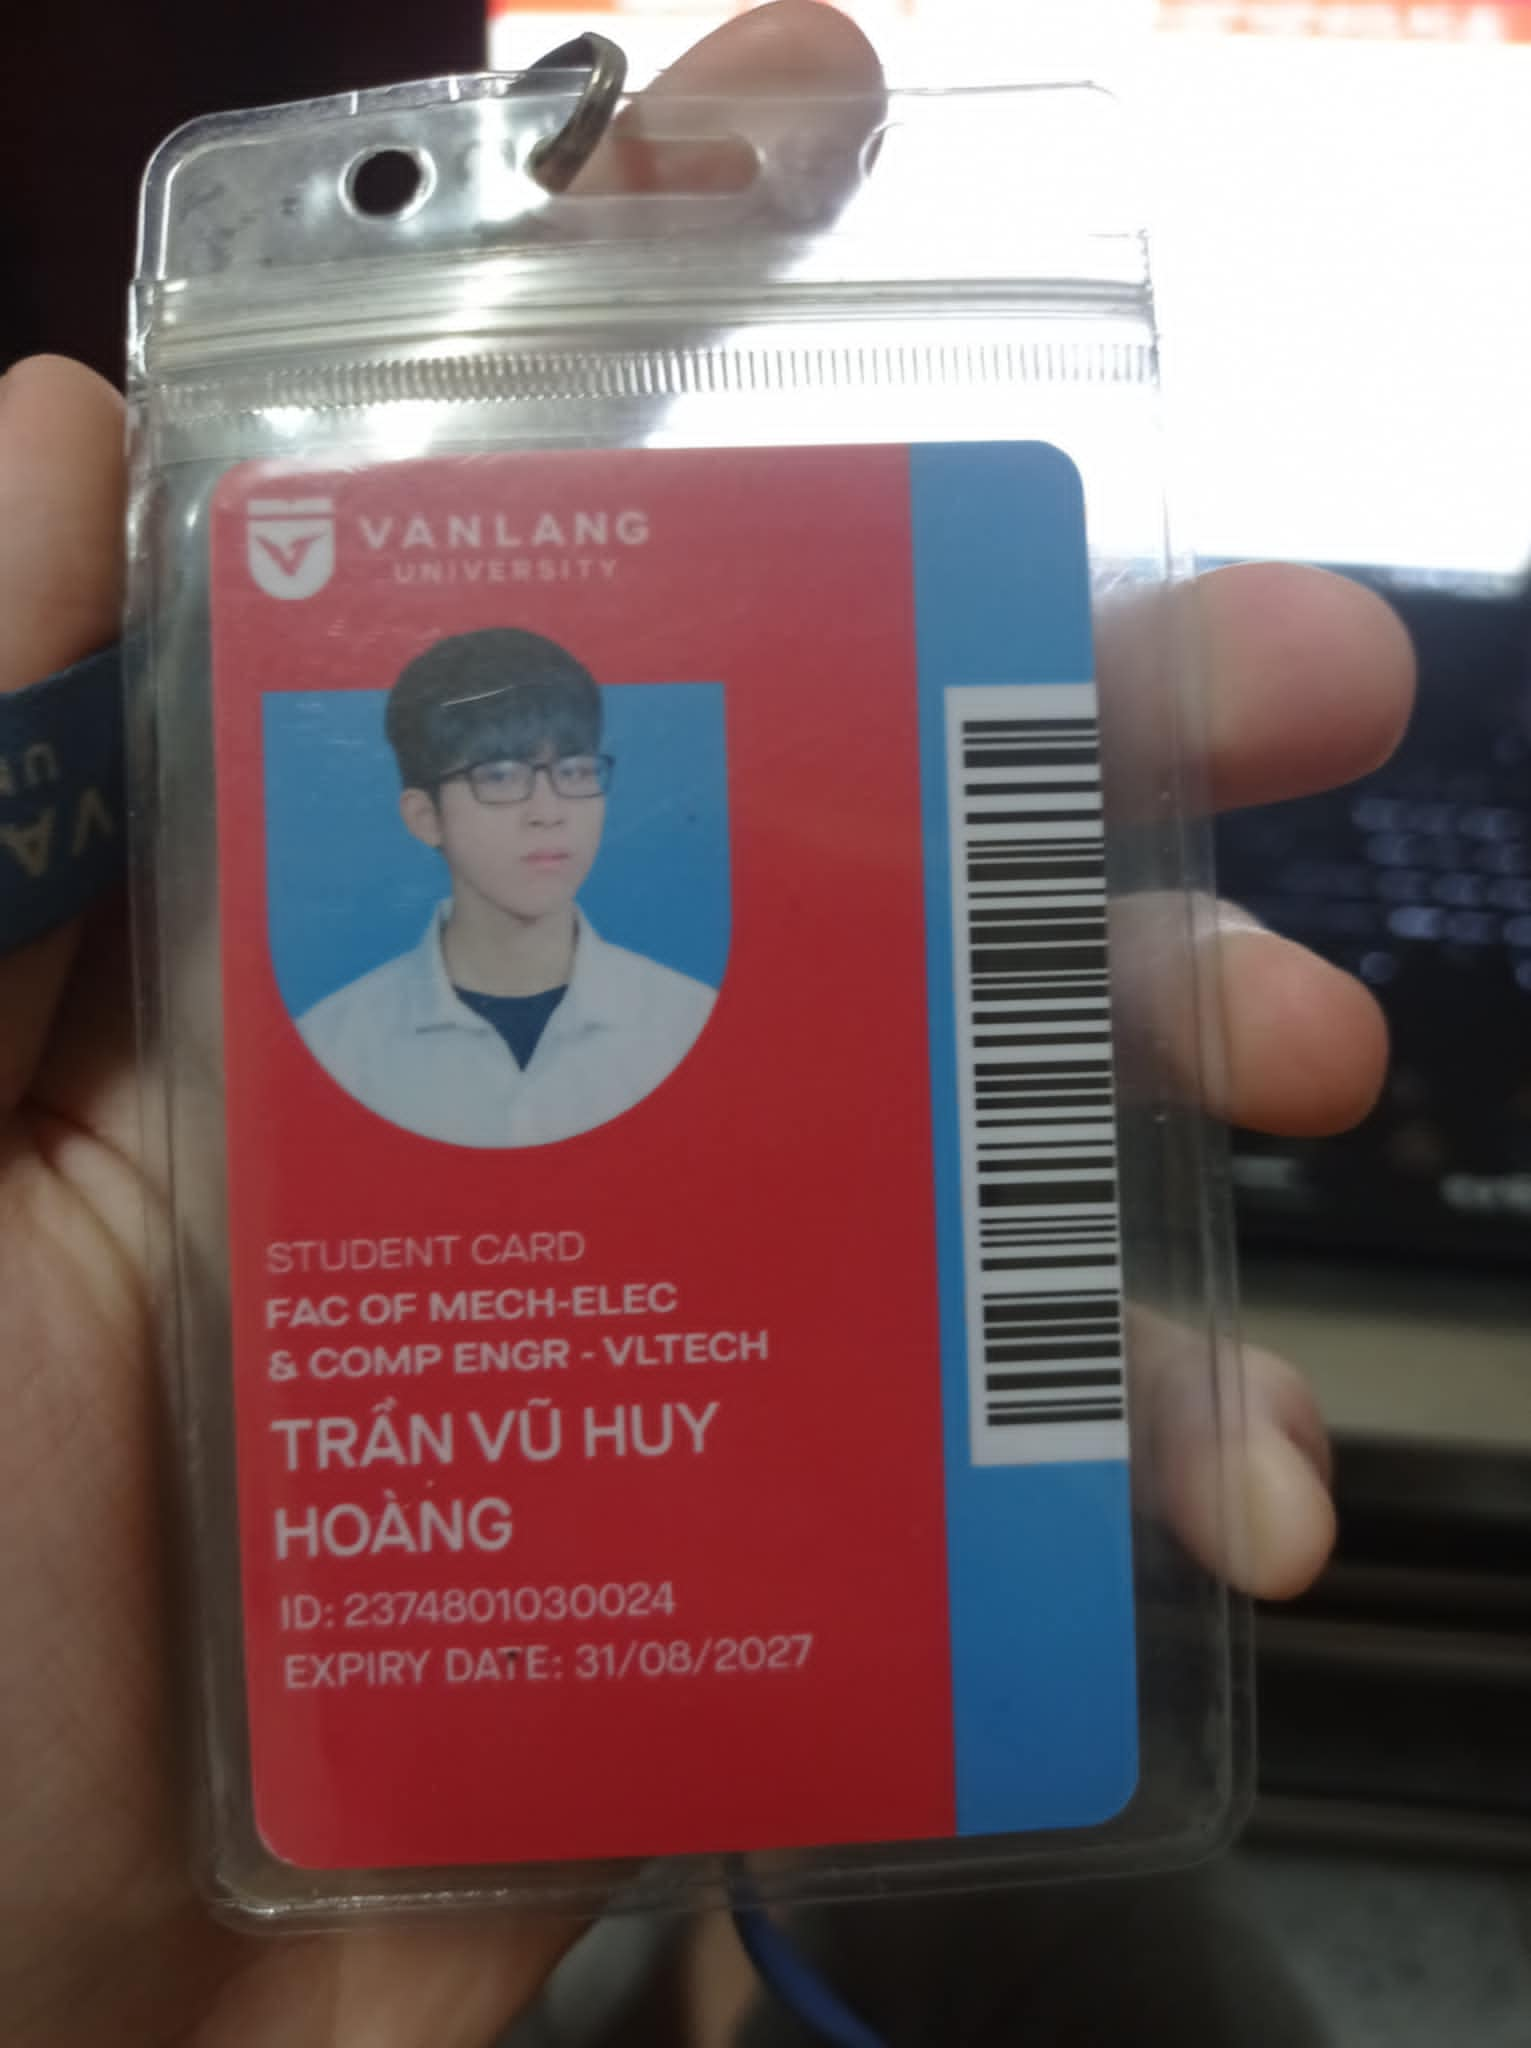 VANLANG
UNIVERSITY
STUDENT CARD
FAC OF MECH-ELEC
& COMP ENGR - VLTECH
TRẦN VŨ HUY
HOÀNG
ID: 2374801030024
EXPIRY DATE: 31/08/2027